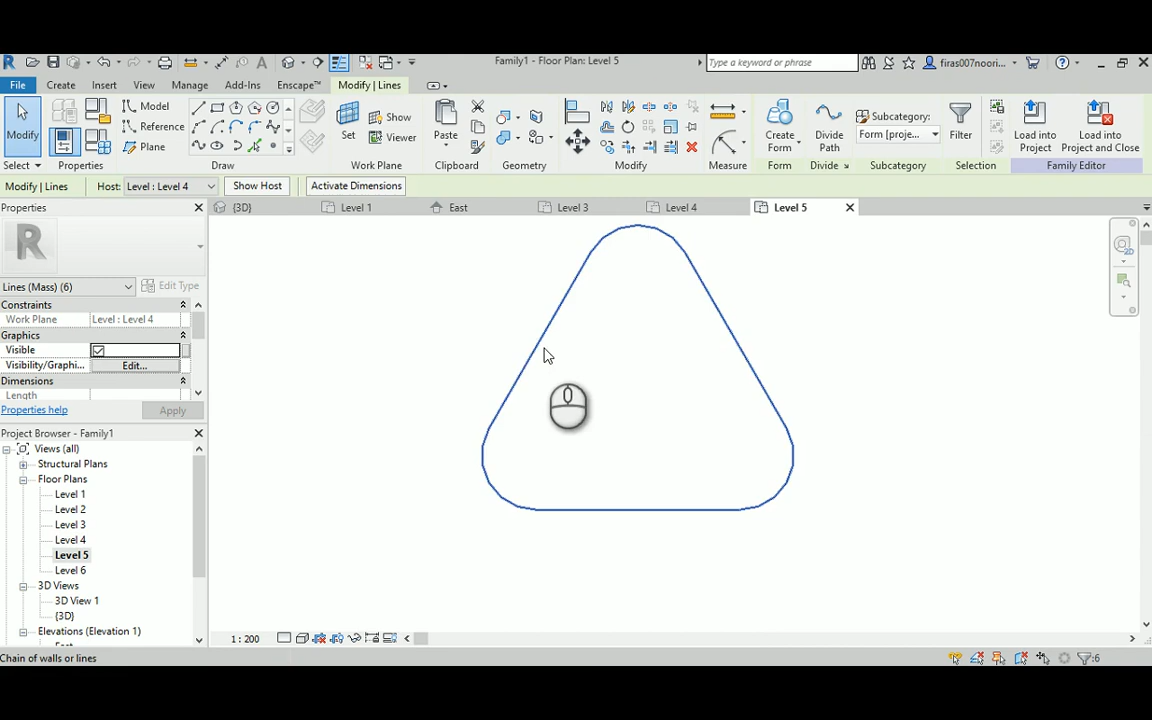 Family1 - Floor Plan: Level 5
Type a keyword or phrase
firas007noori...
File Create Insert View Manage Add-Ins Enscape™ Modify | Lines
Modify
Model
Reference
Plane
Set
Show
Viewer
Paste
Create Form
Divide Path
Subcategory:
Form [proje...
Filter
Load into Project
Load into Project and Close
Select Properties Draw Work Plane Clipboard Geometry Modify Measure Form Divide Subcategory Selection Family Editor
Modify | Lines Host: Level : Level 4 Show Host Activate Dimensions
Properties
{3D} Level 1 East Level 3 Level 4 Level 5
R
Lines (Mass) (6) Edit Type
Constraints
Work Plane Level : Level 4
Graphics
Visible
Visibility/Graphi... Edit...
Dimensions
Length
Properties help Apply
Project Browser - Family1
Views (all)
Structural Plans
Floor Plans
Level 1
Level 2
Level 3
Level 4
Level 5
Level 6
3D Views
3D View 1
{3D}
Elevations (Elevation 1)
1 : 200
Chain of walls or lines
:6